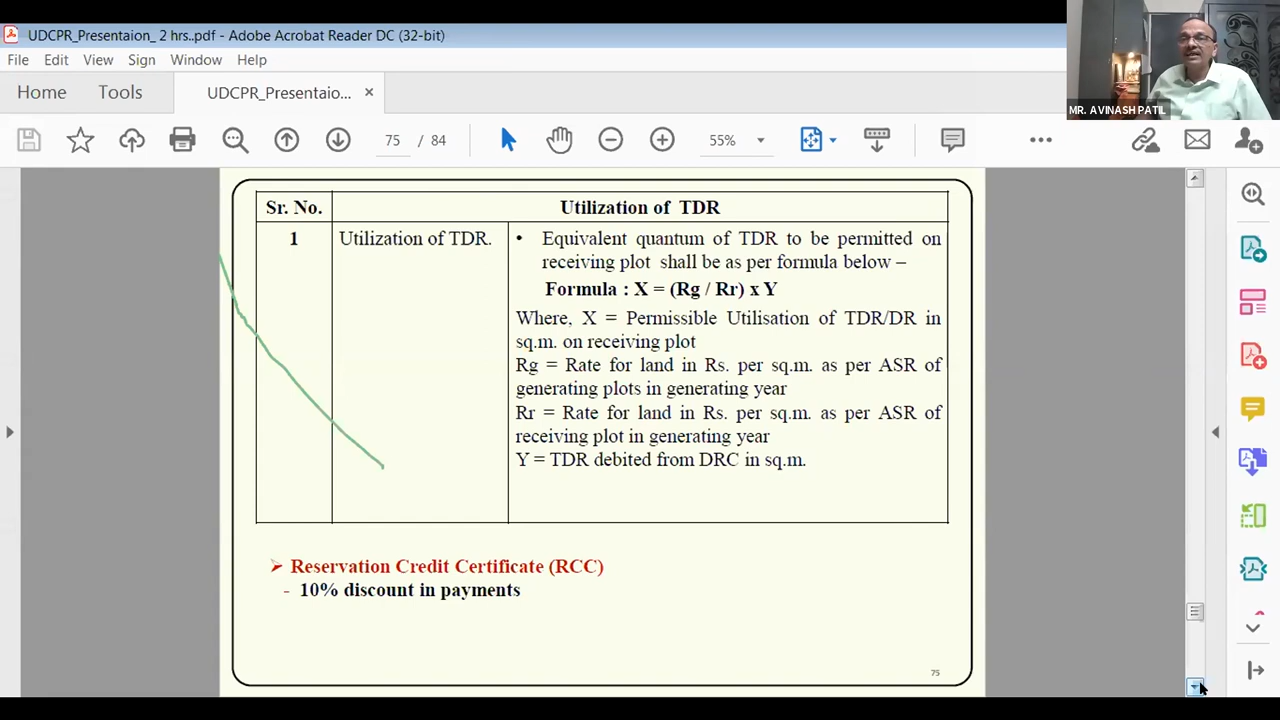 UDCPR_Presentaion_ 2 hrs..pdf - Adobe Acrobat Reader DC (32-bit)
File Edit View Sign Window Help
Home Tools UDCPR_Presentaio... ×
75 / 84 55%
MR. AVINASH PATIL
Sr. No. Utilization of TDR
1 Utilization of TDR. • Equivalent quantum of TDR to be permitted on
receiving plot shall be as per formula below –
Formula : X = (Rg / Rr) x Y
Where, X = Permissible Utilisation of TDR/DR in
sq.m. on receiving plot
Rg = Rate for land in Rs. per sq.m. as per ASR of
generating plots in generating year
Rr = Rate for land in Rs. per sq.m. as per ASR of
receiving plot in generating year
Y = TDR debited from DRC in sq.m.
➢ Reservation Credit Certificate (RCC)
- 10% discount in payments
75